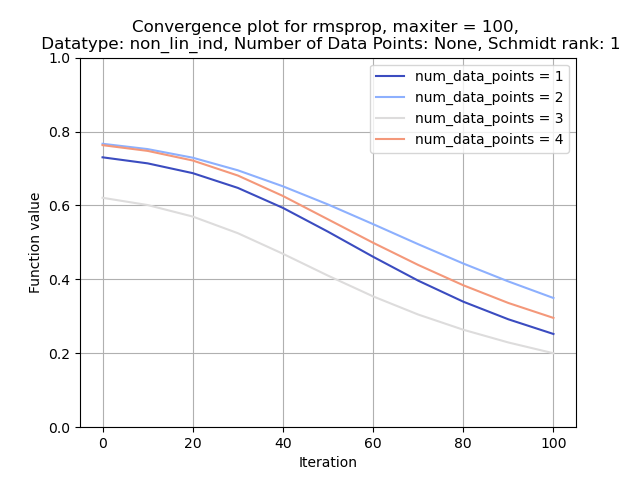 Convergence plot for rmsprop, maxiter = 100,
Datatype: non_lin_ind, Number of Data Points: None, Schmidt rank: 1
1.0
0.8
0.6
0.4
0.2
0.0
Function value
num_data_points = 1
num_data_points = 2
num_data_points = 3
num_data_points = 4
0 20 40 60 80 100
Iteration